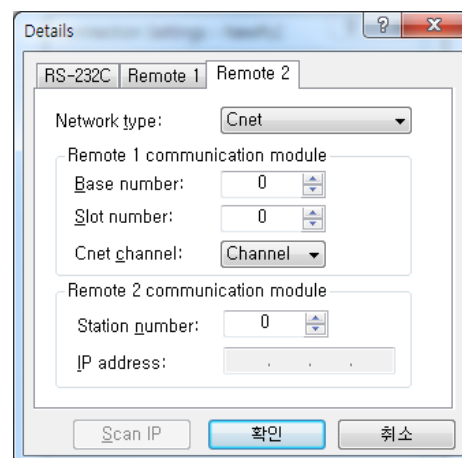 Details
RS-232C Remote 1 Remote 2
Network type: Cnet
Remote 1 communication module
Base number: 0
Slot number: 0
Cnet channel: Channel
Remote 2 communication module
Station number: 0
IP address: . . .
Scan IP 확인 취소